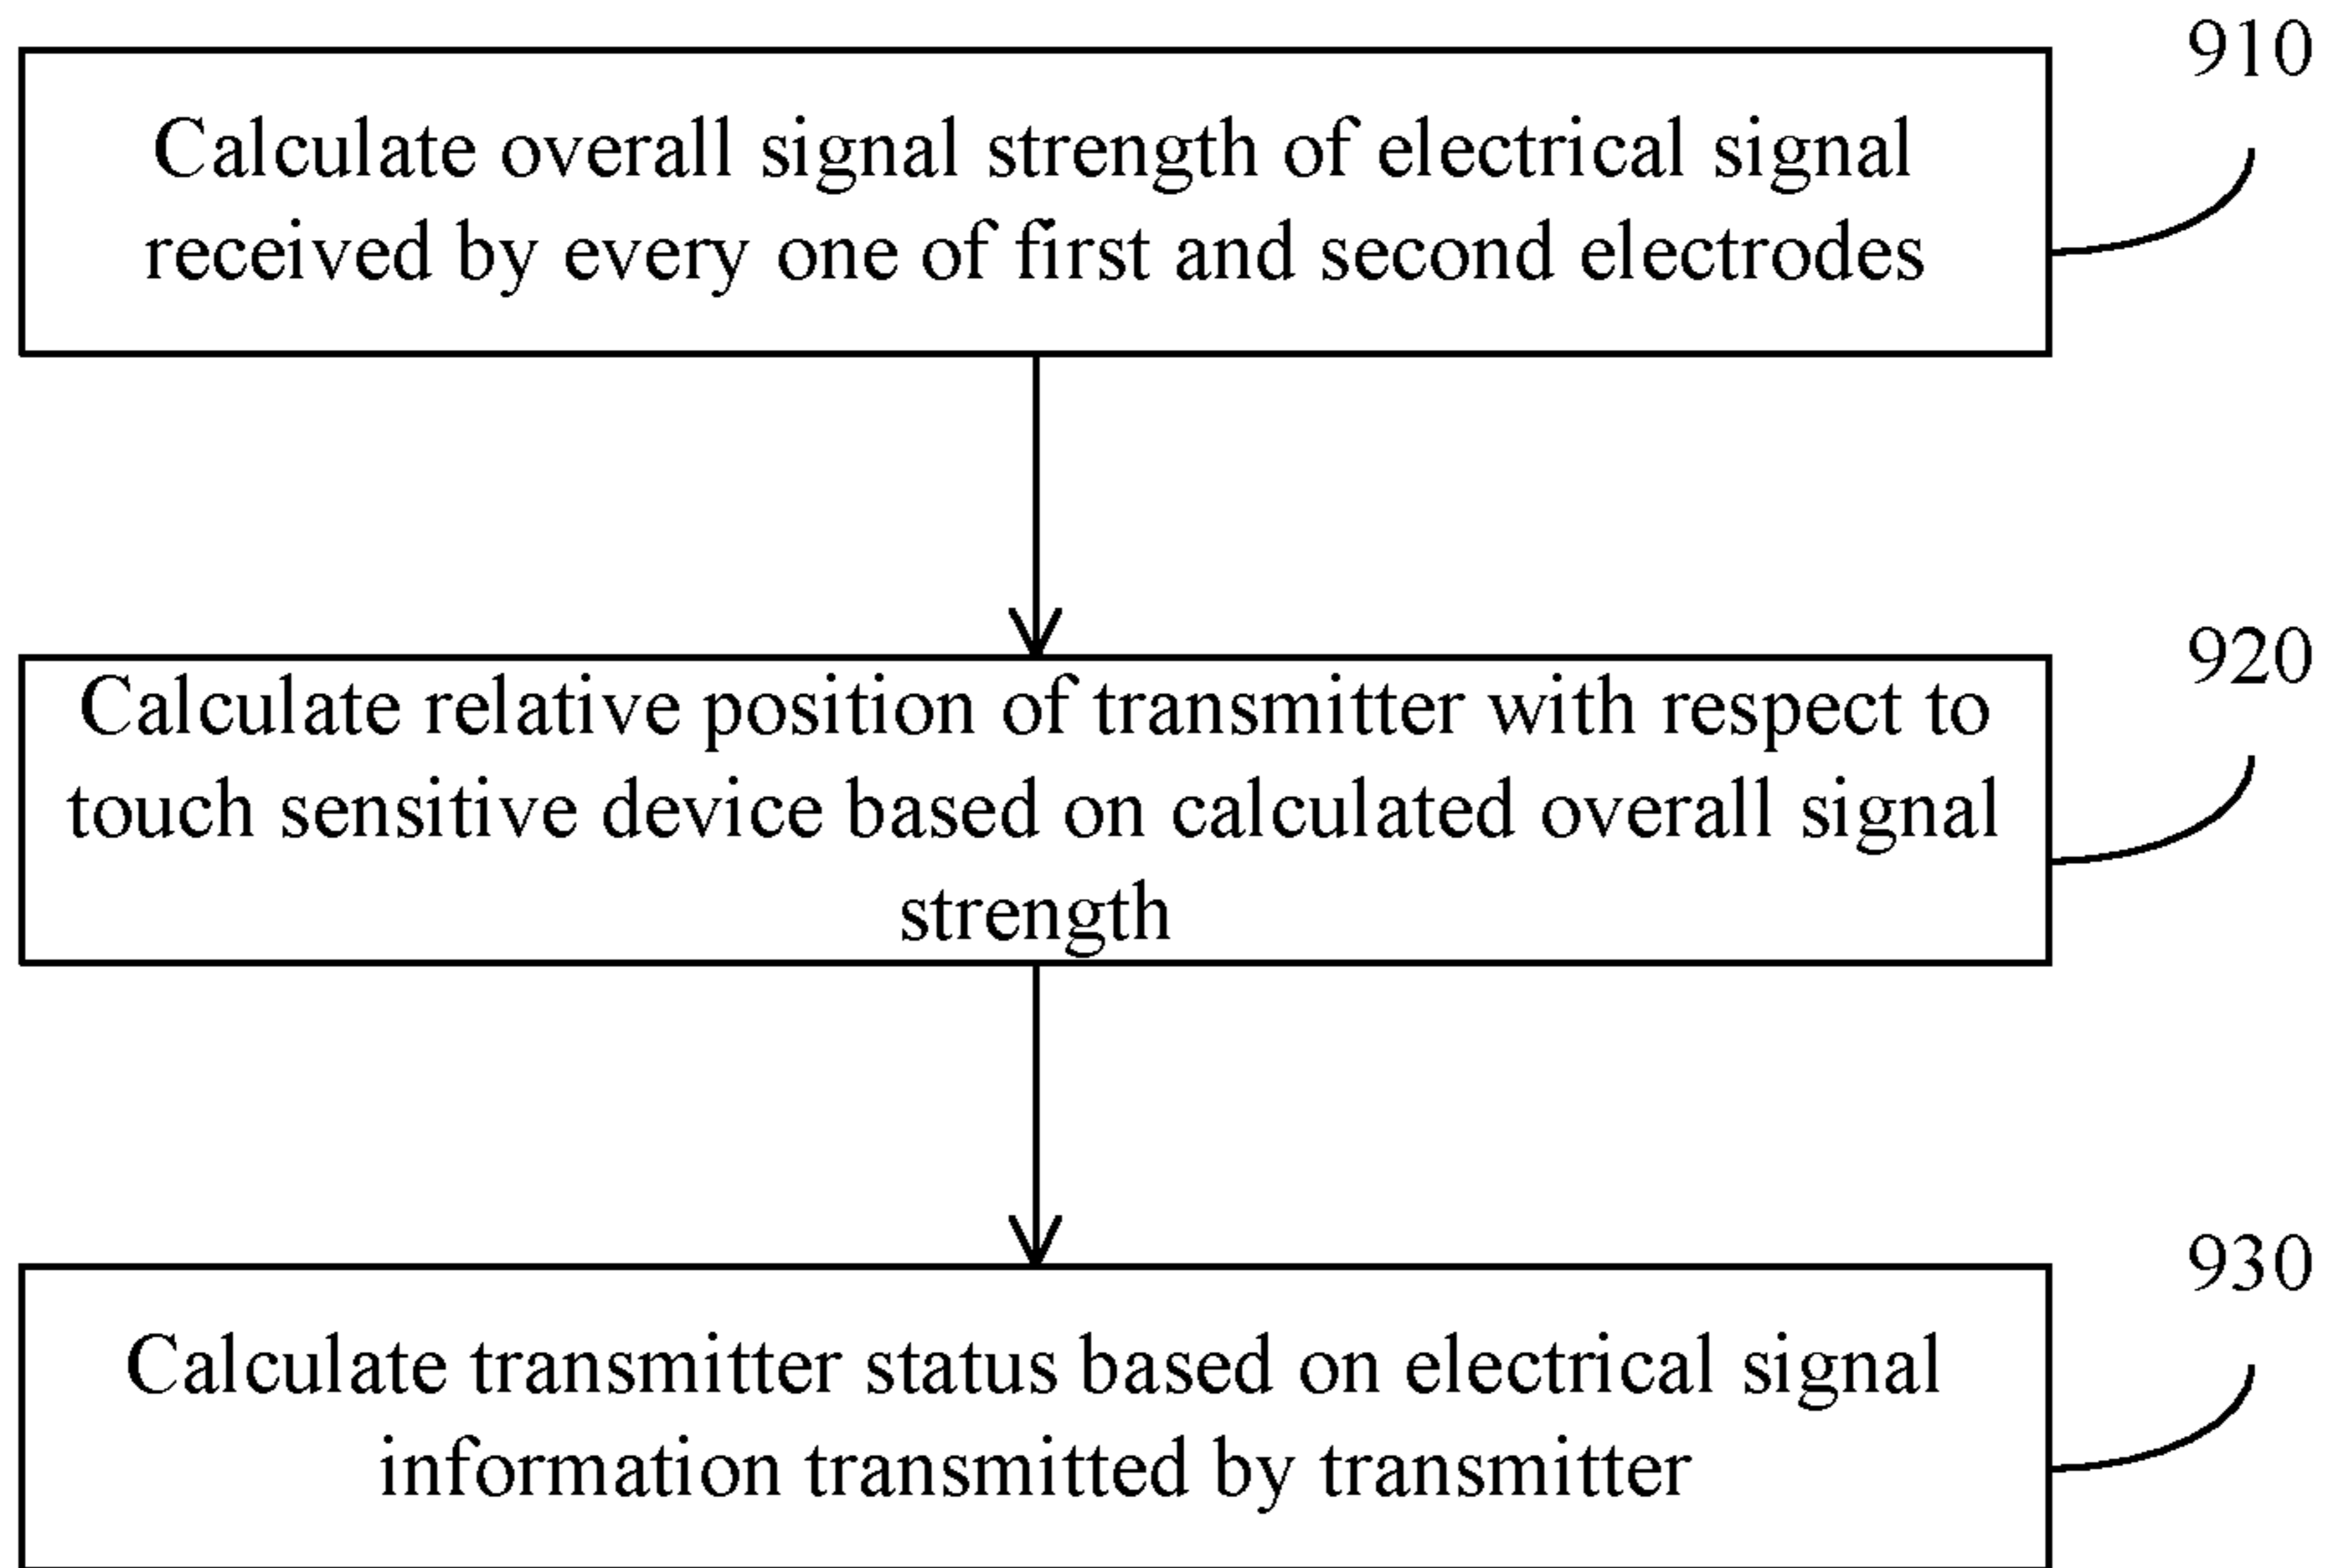 910
Calculate overall signal strength of electrical signal
received by every one of first and second electrodes
920
Calculate relative position of transmitter with respect to
touch sensitive device based on calculated overall signal
strength
930
Calculate transmitter status based on electrical signal
information transmitted by transmitter